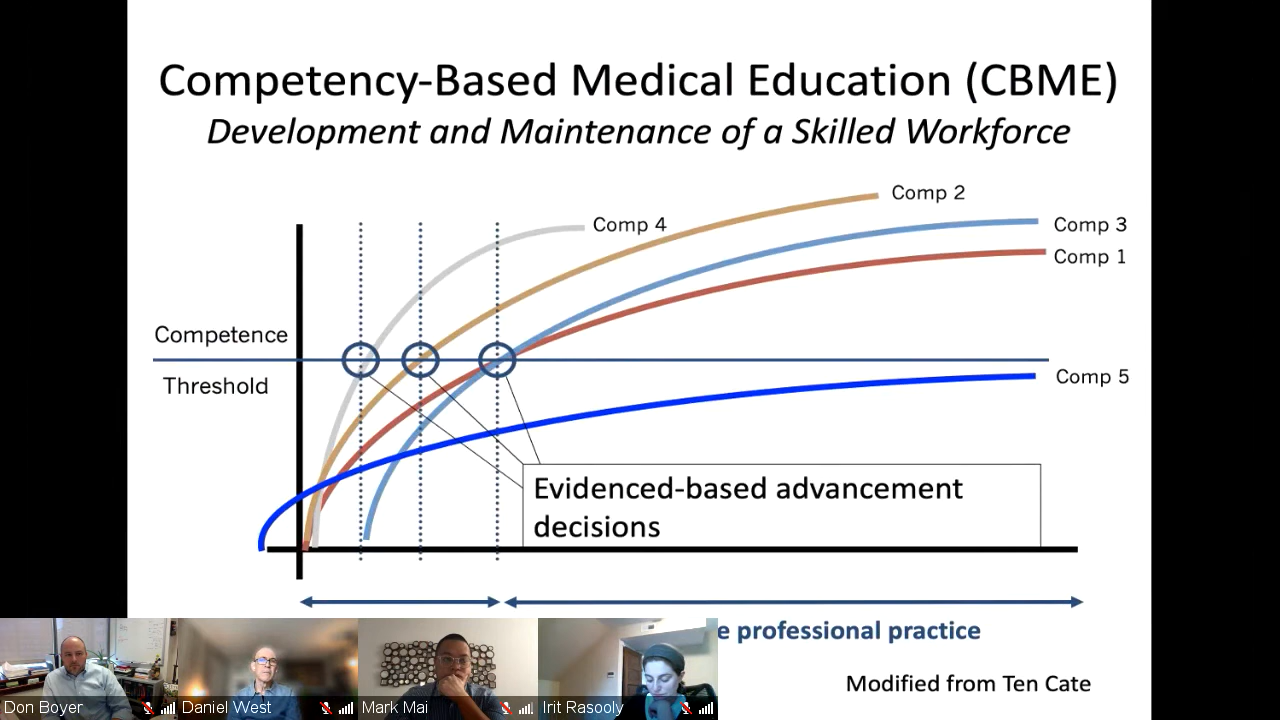 Competency-Based Medical Education (CBME)
Development and Maintenance of a Skilled Workforce
Comp 2
Comp 4
Comp 3
Comp 1
Competence
Threshold
Comp 5
Evidenced-based advancement
decisions
e professional practice
Modified from Ten Cate
Don Boyer
Daniel West
Mark Mai
Irit Rasooly